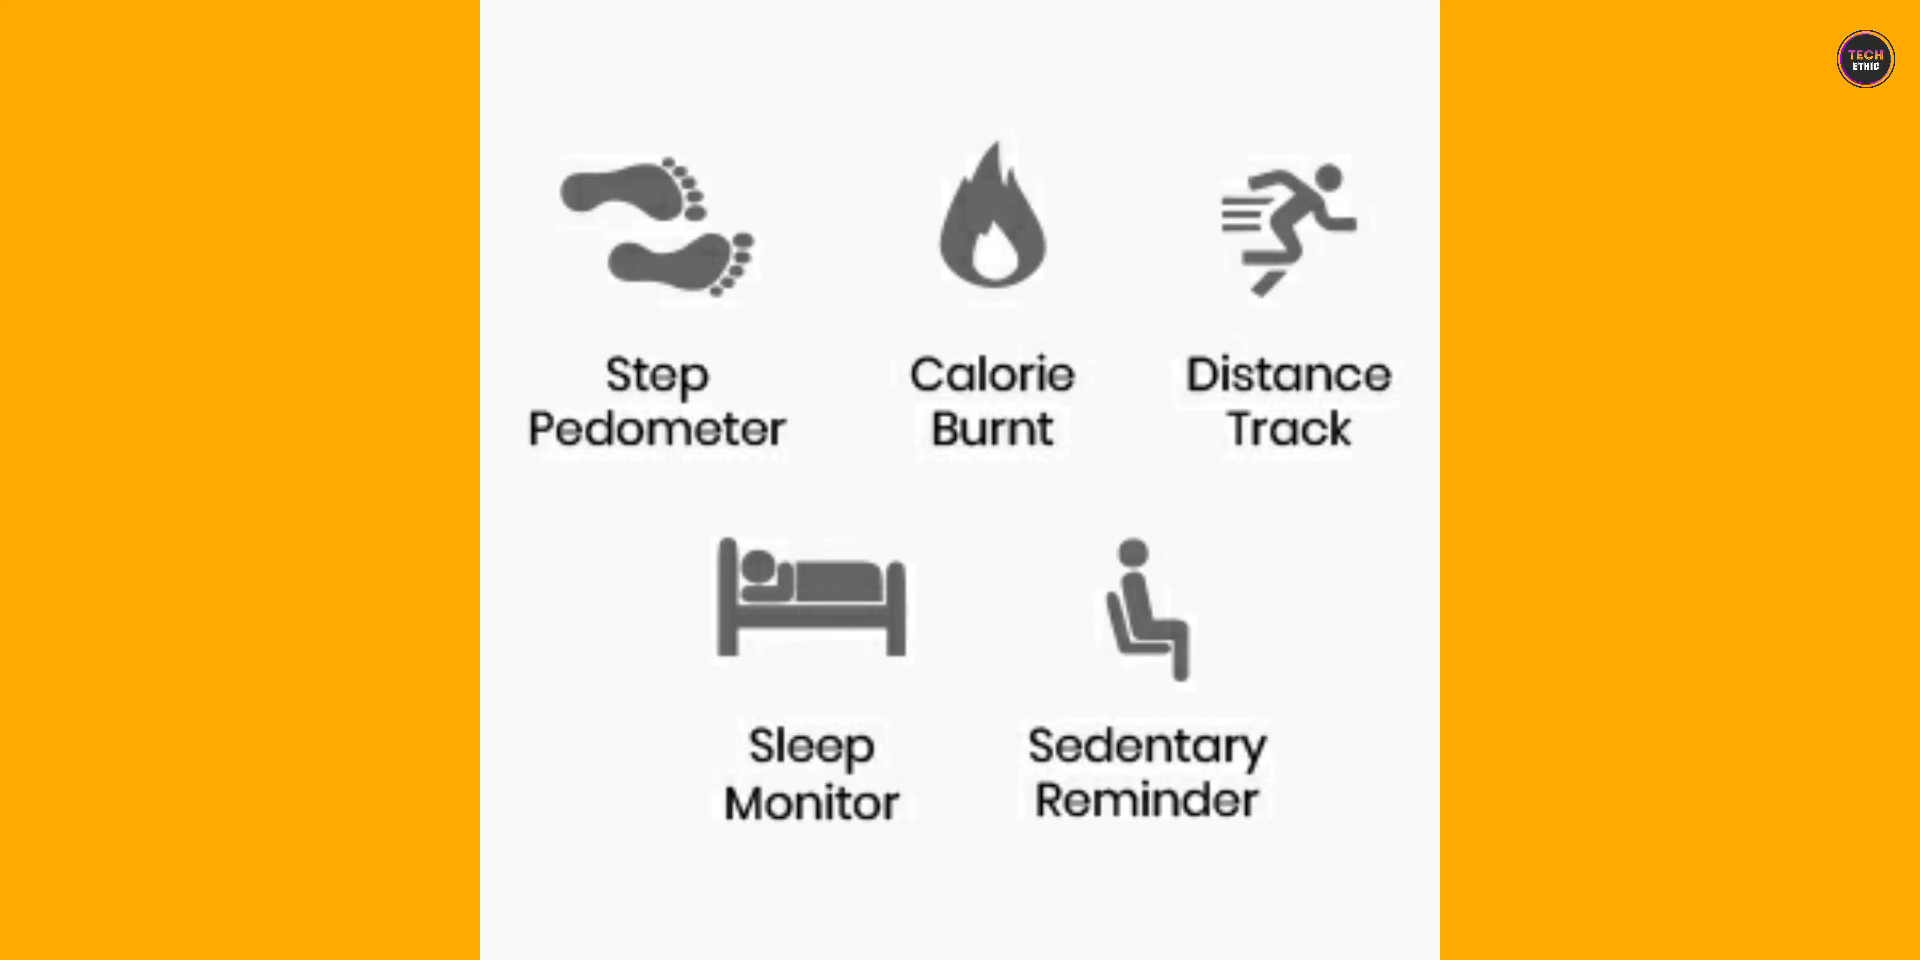 TECH
ETHIC
Step
Pedometer
Calorie
Burnt
Distance
Track
Sleep
Monitor
Sedentary
Reminder